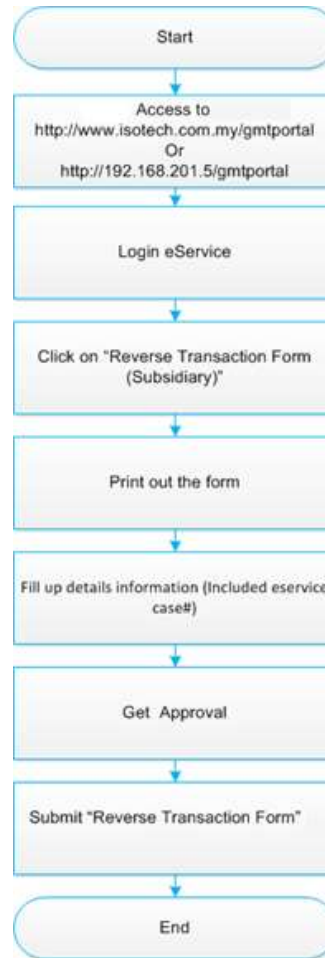 Start
Access to
http://www.isotech.com.my/gmtportal
Or
http://192.168.201.5/gmtportal
Login eService
Click on "Reverse Transaction Form
(Subsidiary)"
Print out the form
Fill up details information (Included eservice
case#)
Get Approval
Submit "Reverse Transaction Form"
End